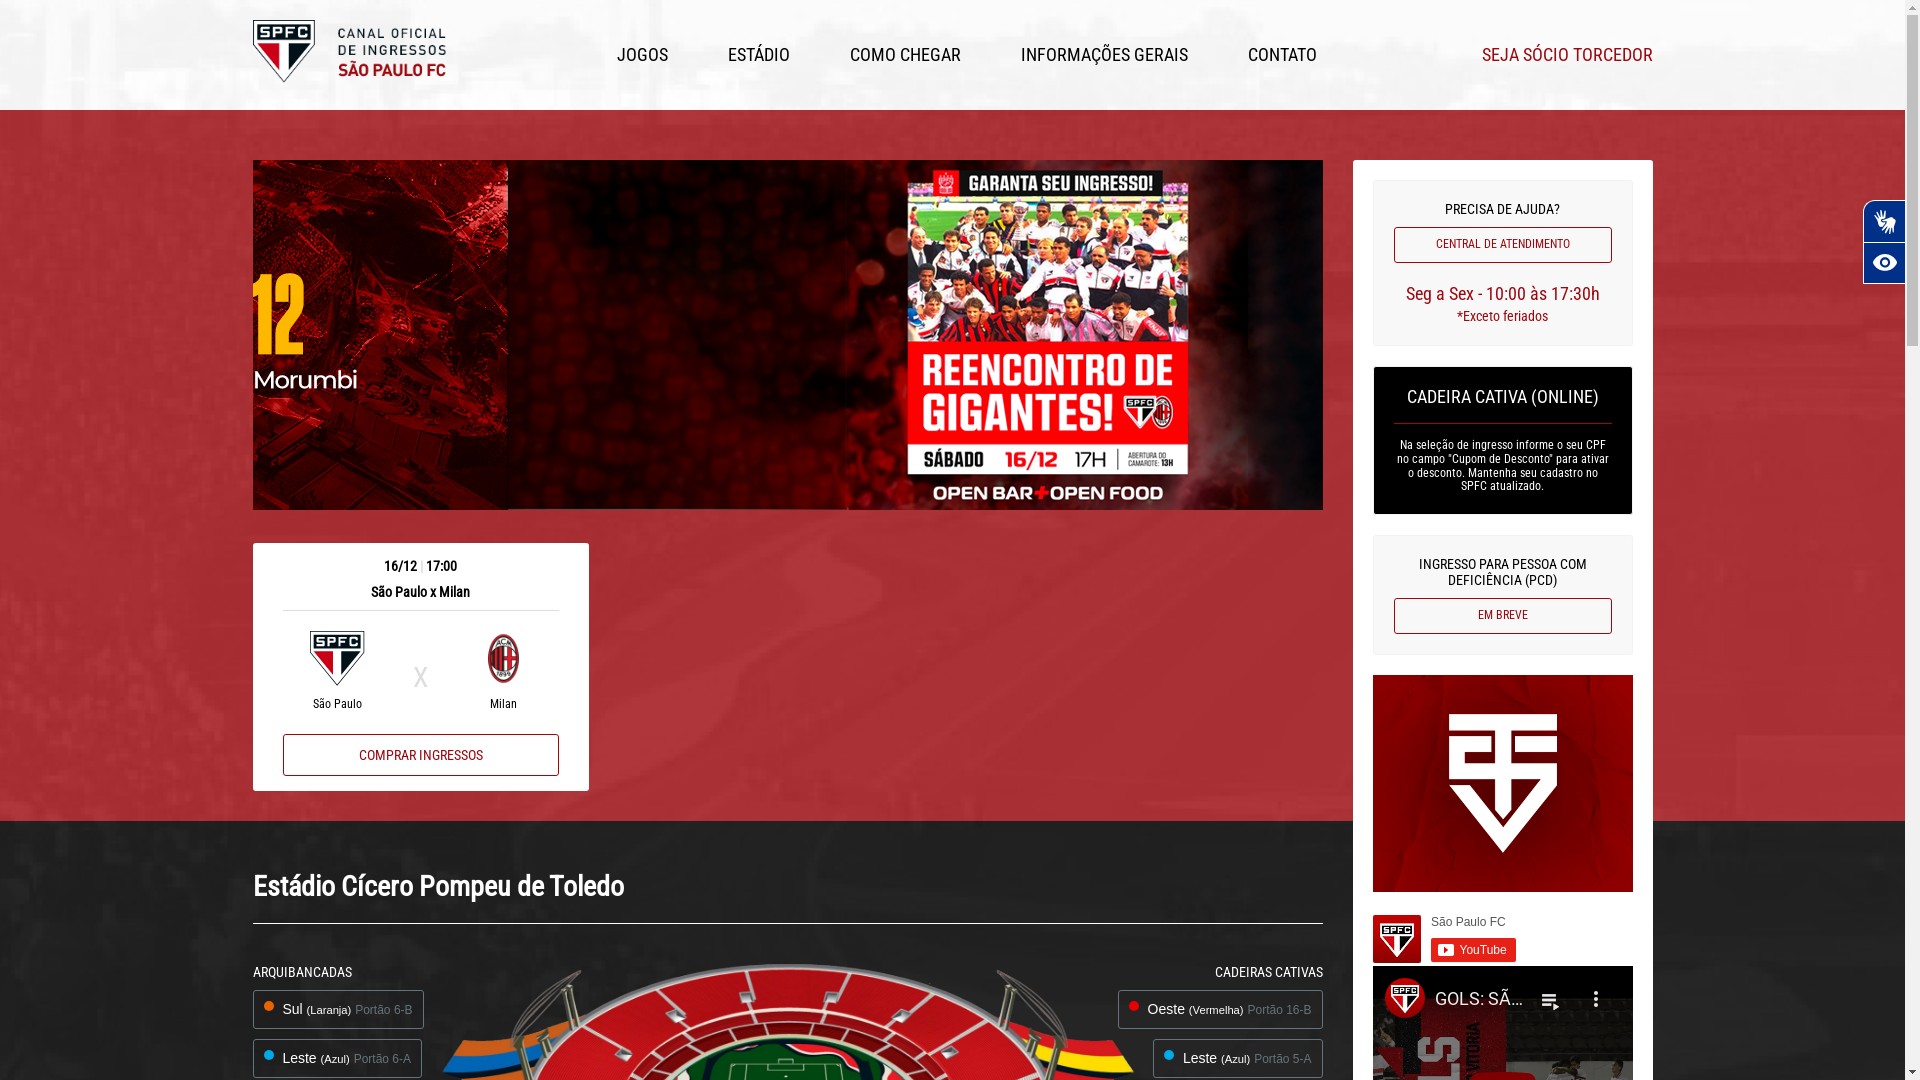 SPFC
CANAL OFICIAL
DE INGRESSOS
SÃO PAULO FC
JOGOS
ESTÁDIO
COMO CHEGAR
INFORMAÇÕES GERAIS
CONTATO
SEJA SÓCIO TORCEDOR
12
Morumbi
GARANTA SEU INGRESSO!
REENCONTRO DE
GIGANTES!
SÁBADO 16/12 17H ABERTURA DO
CAMAROTE: 13H
OPEN BAR+OPEN FOOD
16/12 | 17:00
São Paulo x Milan
SPFC
X
São Paulo
Milan
COMPRAR INGRESSOS
PRECISA DE AJUDA?
CENTRAL DE ATENDIMENTO
Seg a Sex - 10:00 às 17:30h
*Exceto feriados
CADEIRA CATIVA (ONLINE)
Na seleção de ingresso informe o seu CPF
no campo "Cupom de Desconto" para ativar
o desconto. Mantenha seu cadastro no
SPFC atualizado.
INGRESSO PARA PESSOA COM
DEFICIÊNCIA (PCD)
EM BREVE
São Paulo FC
YouTube
GOLS: SÃ...
Estádio Cícero Pompeu de Toledo
ARQUIBANCADAS
Sul (Laranja) Portão 6-B
Leste (Azul) Portão 6-A
CADEIRAS CATIVAS
Oeste (Vermelha) Portão 16-B
Leste (Azul) Portão 5-A